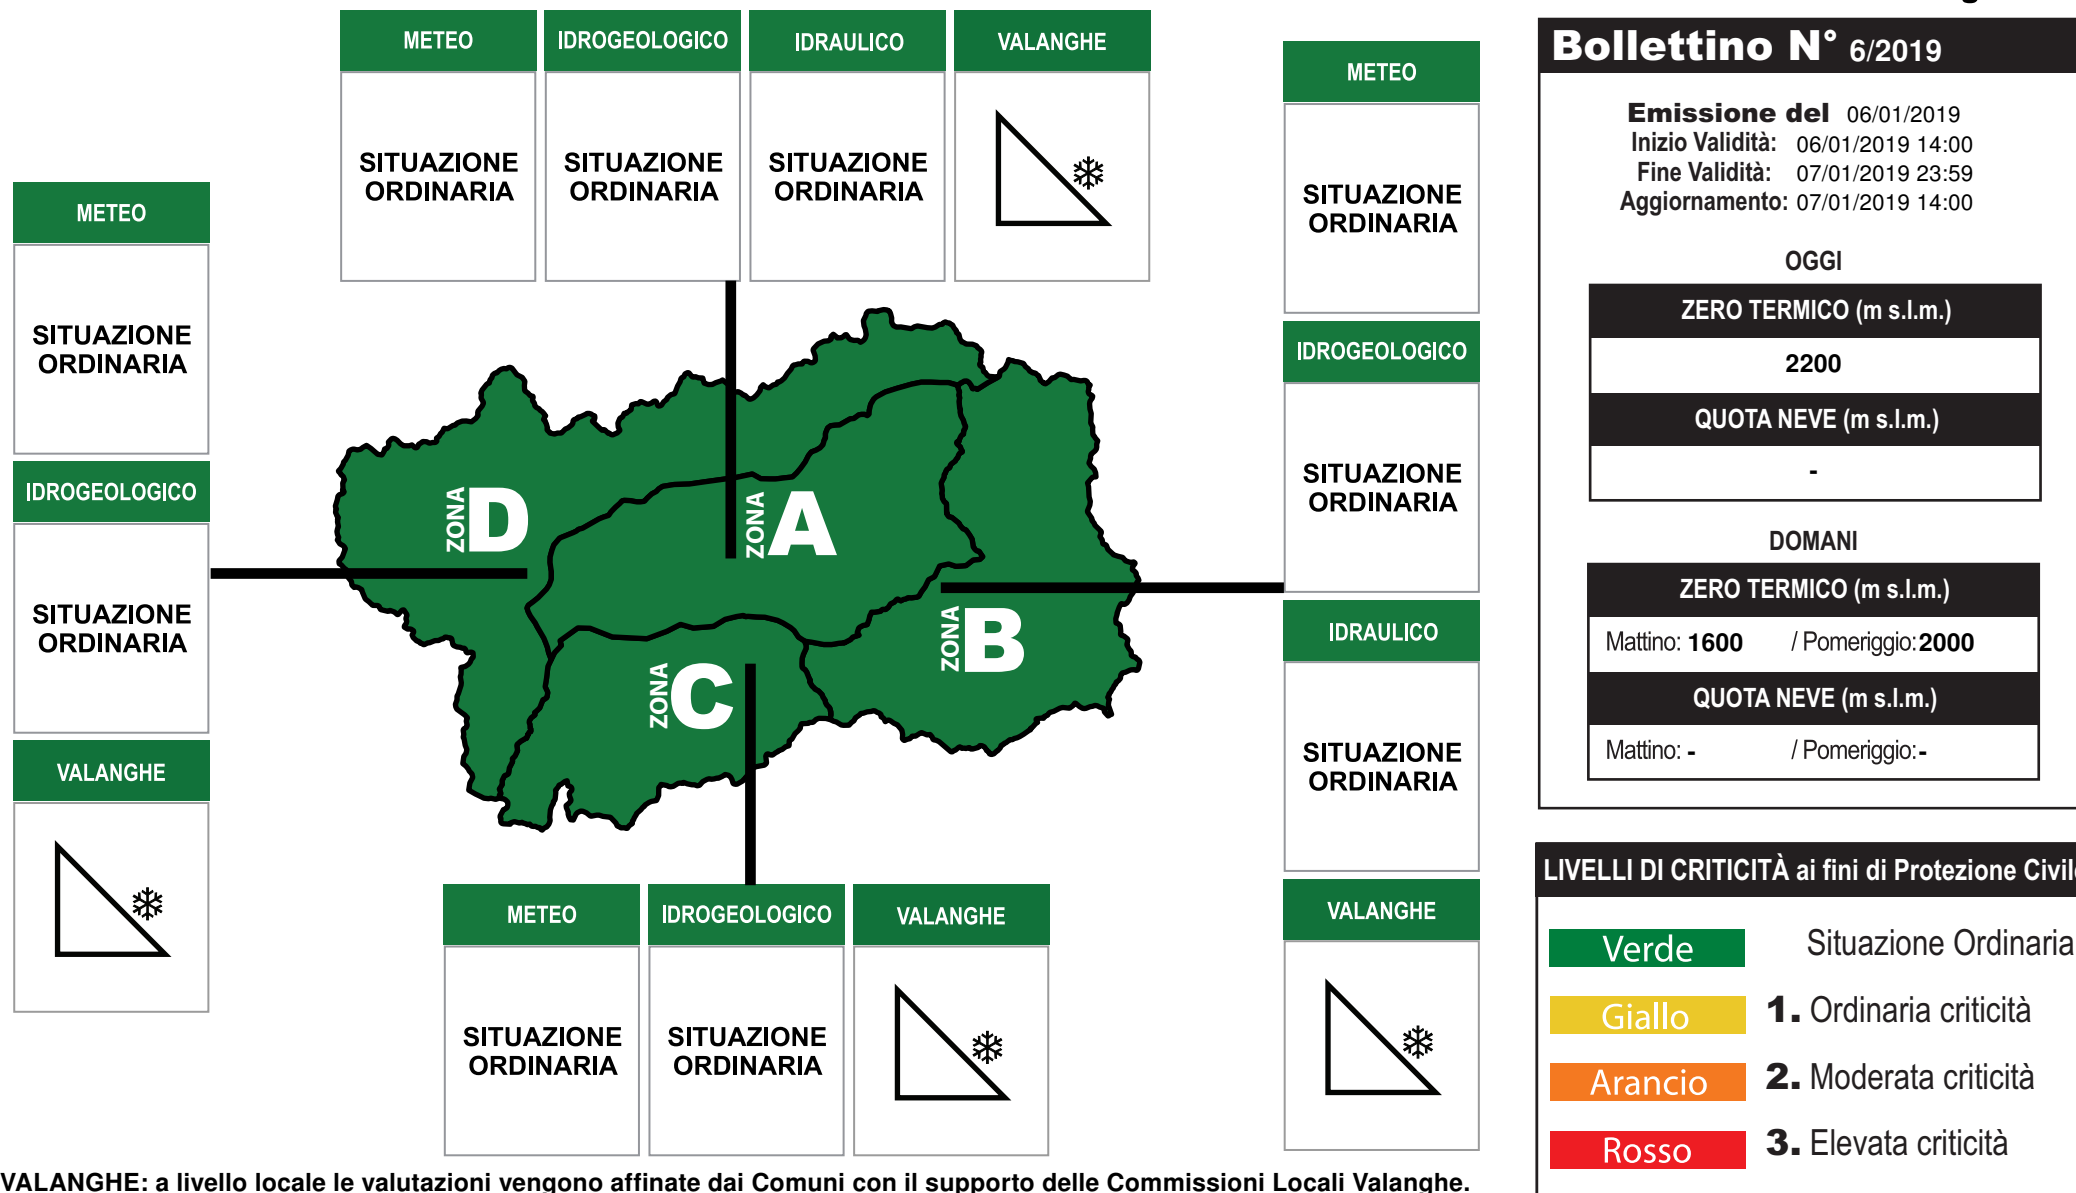 METEO
IDROGEOLOGICO
IDRAULICO
VALANGHE
SITUAZIONE
ORDINARIA
SITUAZIONE
ORDINARIA
SITUAZIONE
ORDINARIA
METEO
SITUAZIONE
ORDINARIA
IDROGEOLOGICO
SITUAZIONE
ORDINARIA
VALANGHE
METEO
SITUAZIONE
ORDINARIA
IDROGEOLOGICO
SITUAZIONE
ORDINARIA
IDRAULICO
SITUAZIONE
ORDINARIA
VALANGHE
ZONA D
ZONA A
ZONA B
ZONA C
METEO
IDROGEOLOGICO
VALANGHE
SITUAZIONE
ORDINARIA
SITUAZIONE
ORDINARIA
VALANGHE: a livello locale le valutazioni vengono affinate dai Comuni con il supporto delle Commissioni Locali Valanghe.
Bollettino N° 6/2019
Emissione del 06/01/2019
Inizio Validità: 06/01/2019 14:00
Fine Validità: 07/01/2019 23:59
Aggiornamento: 07/01/2019 14:00
OGGI
ZERO TERMICO (m s.l.m.)
2200
QUOTA NEVE (m s.l.m.)
-
DOMANI
ZERO TERMICO (m s.l.m.)
Mattino: 1600 / Pomeriggio: 2000
QUOTA NEVE (m s.l.m.)
Mattino: - / Pomeriggio: -
LIVELLI DI CRITICITÀ ai fini di Protezione Civile
Verde Situazione Ordinaria
Giallo 1. Ordinaria criticità
Arancio 2. Moderata criticità
Rosso 3. Elevata criticità